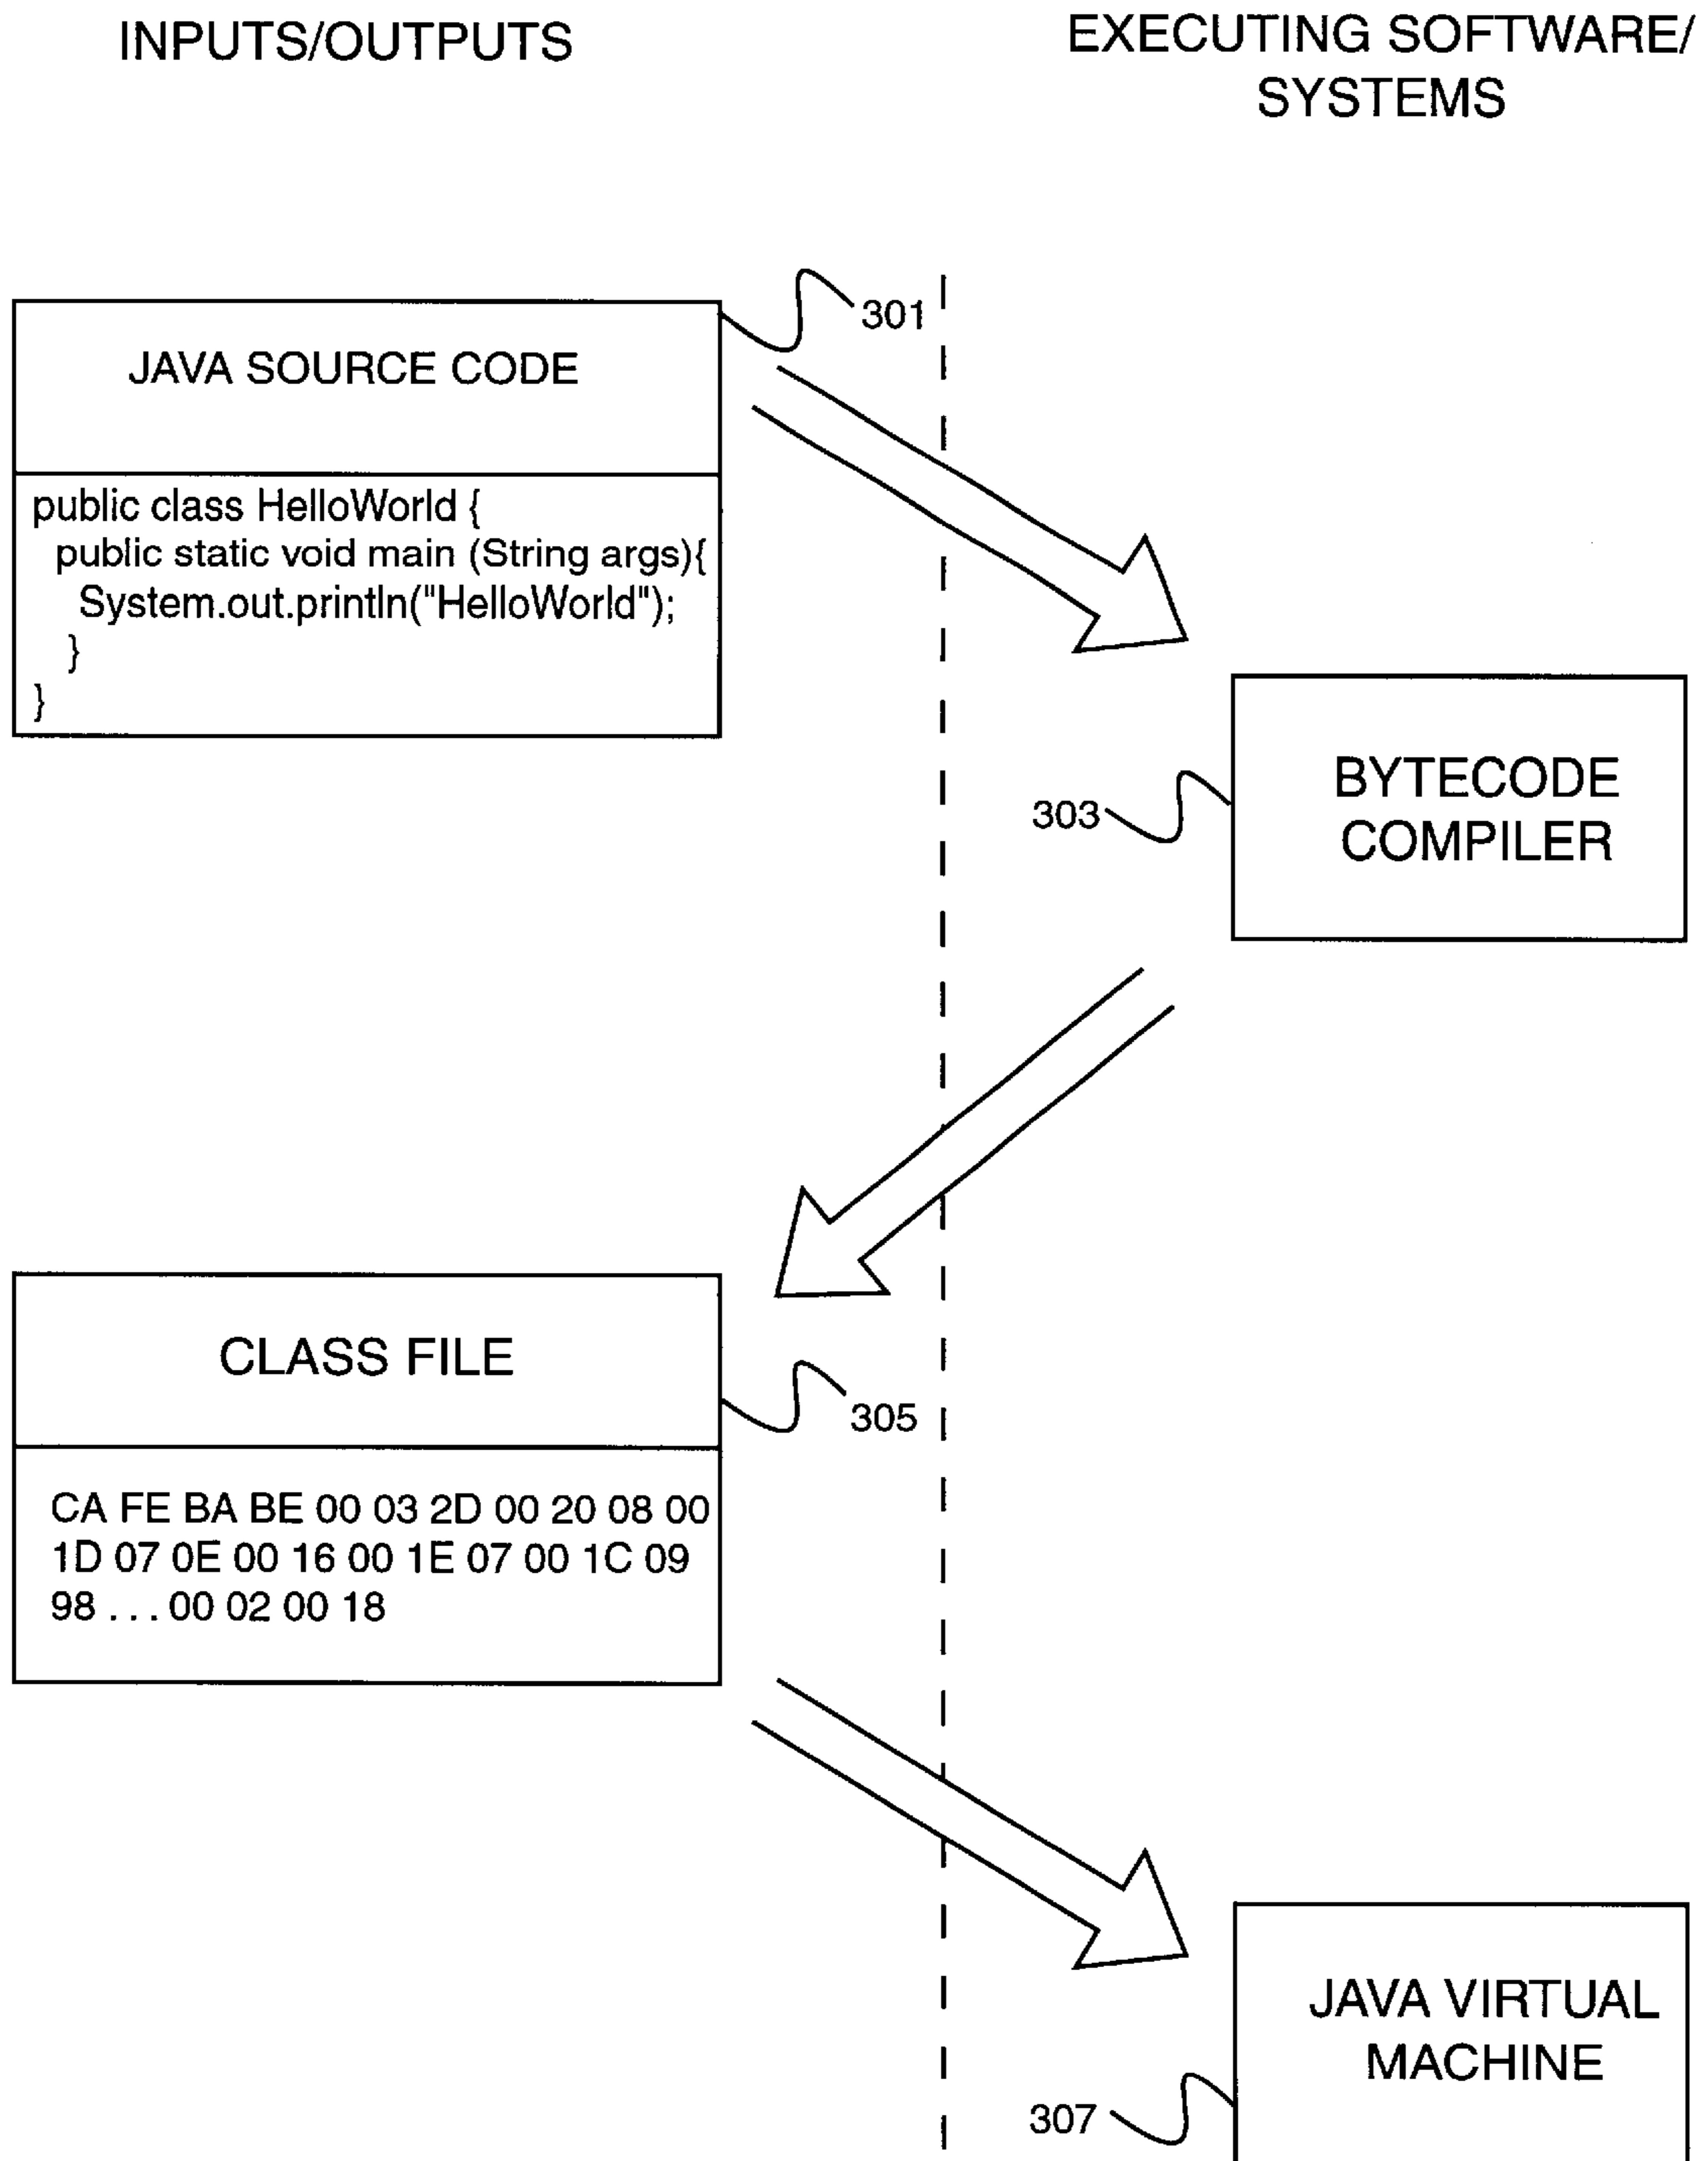 INPUTS/OUTPUTS
EXECUTING SOFTWARE/
SYSTEMS
301
JAVA SOURCE CODE
public class HelloWorld {
public static void main (String args){
System.out.println("HelloWorld");
}
}
303
BYTECODE
COMPILER
CLASS FILE
305
CA FE BA BE 00 03 2D 00 20 08 00
1D 07 0E 00 16 00 1E 07 00 1C 09
98 . . . 00 02 00 18
JAVA VIRTUAL
MACHINE
307